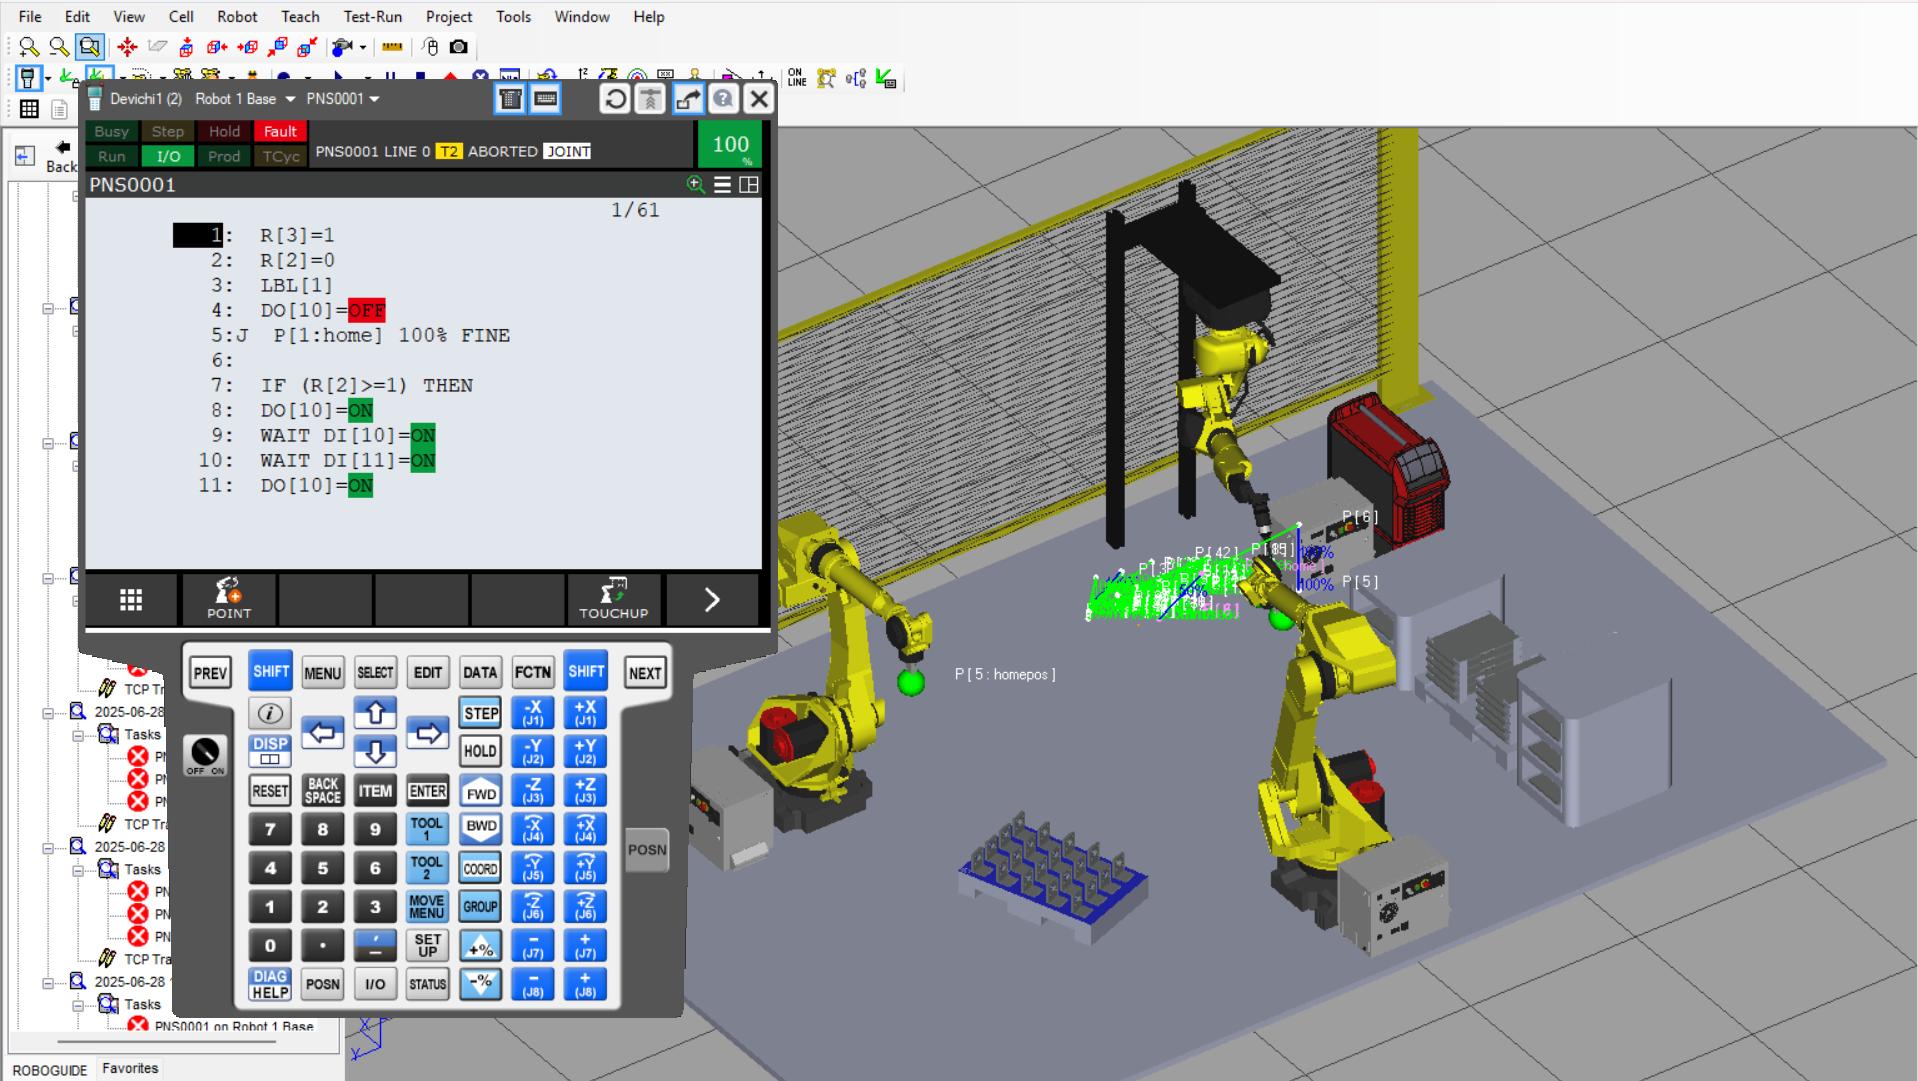 File Edit View Cell Robot Teach Test-Run Project Tools Window Help
ON LINE
Devichi1 (2) Robot 1 Base PNS0001
Back
Busy Step Hold Fault
Run I/O Prod TCyc
PNS0001 LINE 0 T2 ABORTED JOINT
100 %
PNS0001
1/61
1: R[3]=1
2: R[2]=0
3: LBL[1]
4: DO[10]=OFF
5:J P[1:home] 100% FINE
6:
7: IF (R[2]>=1) THEN
8: DO[10]=ON
9: WAIT DI[10]=ON
10: WAIT DI[11]=ON
11: DO[10]=ON
POINT TOUCHUP >
PREV SHIFT MENU SELECT EDIT DATA FCTN SHIFT NEXT
i STEP -X (J1) +X (J1)
DISP HOLD -Y (J2) +Y (J2)
OFF ON
RESET BACK SPACE ITEM ENTER FWD -Z (J3) +Z (J3)
7 8 9 TOOL 1 BWD -X (J4) +X (J4)
POSN
4 5 6 TOOL 2 COORD -Y (J5) +Y (J5)
1 2 3 MOVE MENU GROUP -Z (J6) +Z (J6)
0 . , - SET UP +% - (J7) + (J7)
DIAG HELP POSN I/O STATUS -% - (J8) + (J8)
TCP Tr
2025-06-28
Tasks
PN
PN
PN
TCP Tra
2025-06-28
Tasks
PN
PN
PN
TCP Tra
2025-06-28
Tasks
PNS0001 on Robot 1 Base
ROBOGUIDE Favorites
P[6]
P[42]
100%
P[5]
100%
P[5:homepos]
X
Y